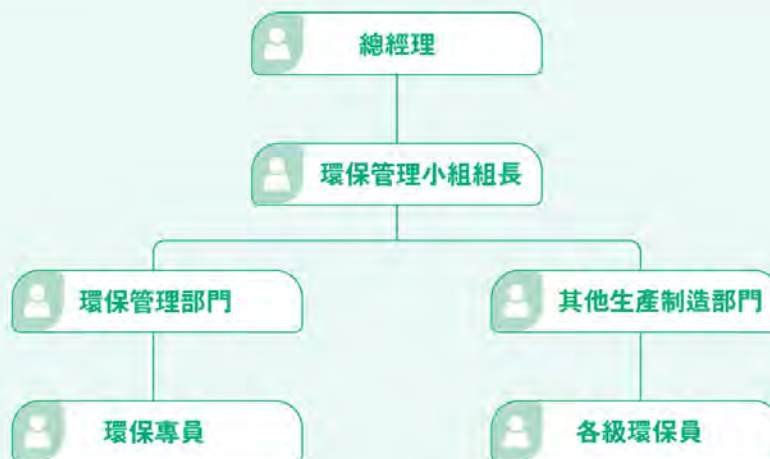 總經理
環保管理小組組長
環保管理部門
其他生產制造部門
環保專員
各級環保員